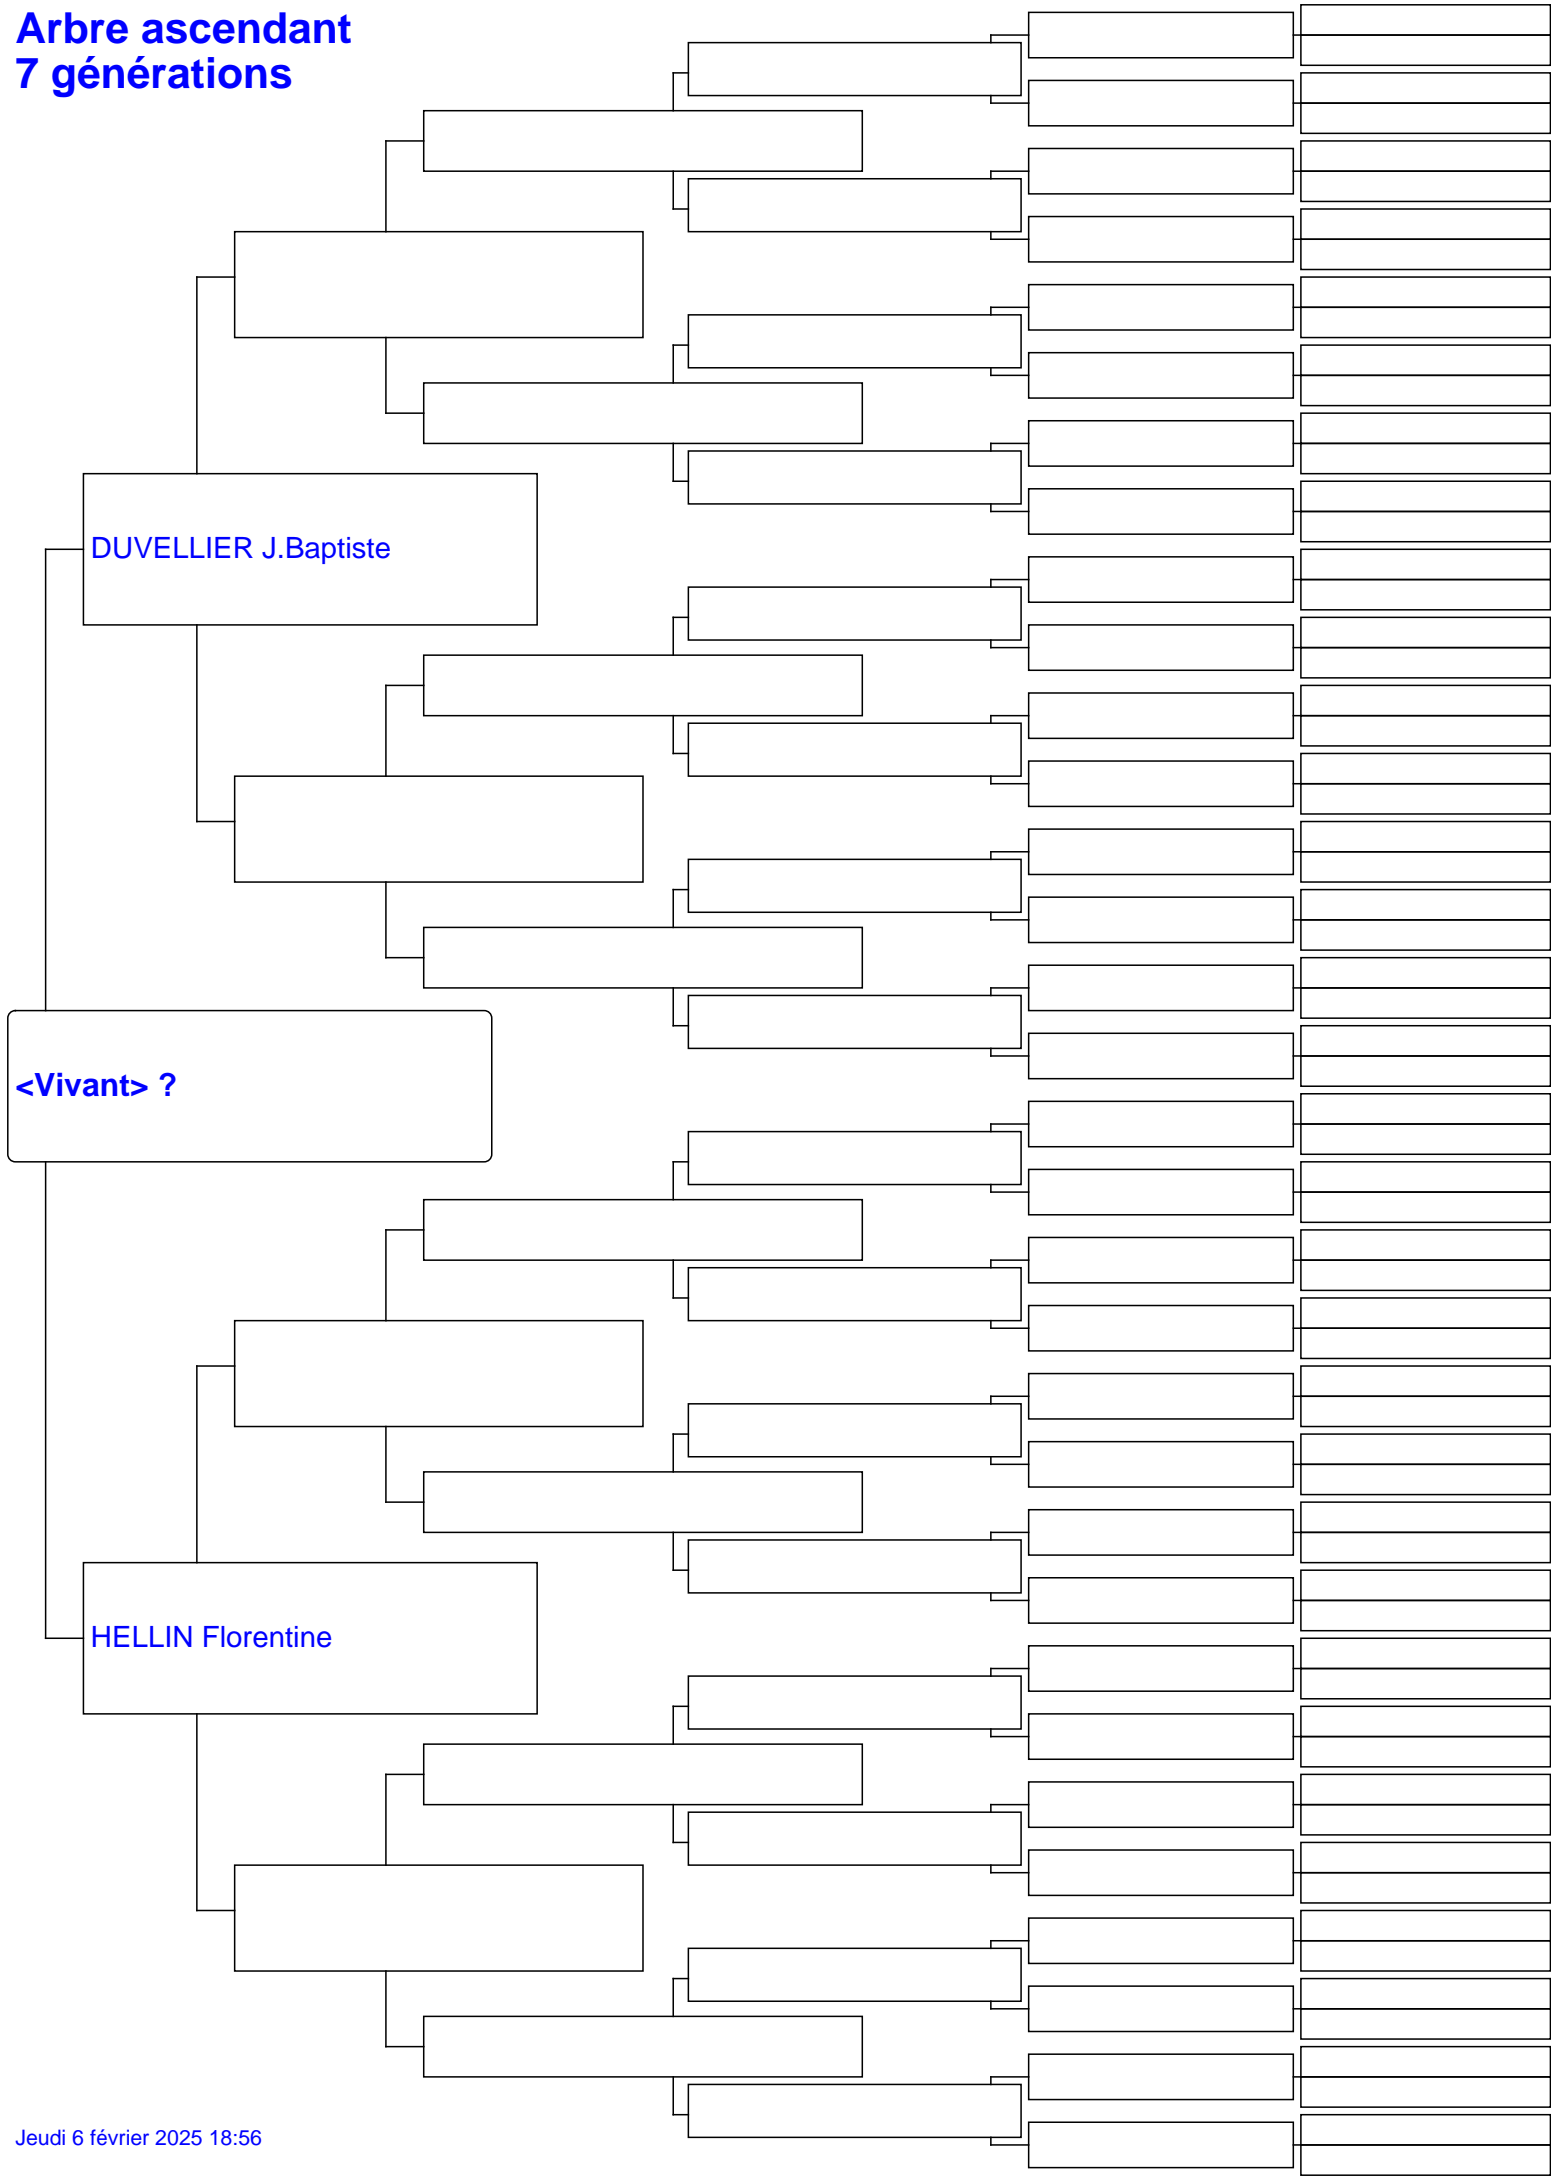 Arbre ascendant
7 générations
DUVELLIER J.Baptiste
<Vivant> ?
HELLIN Florentine
Jeudi 6 février 2025 18:56